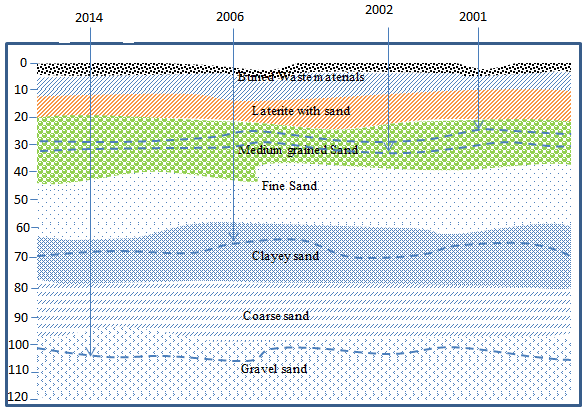 2014 2006 2002 2001
0
Buried Waste materials
10
Laterite with sand
20
30
Medium grained Sand
40
Fine Sand
50
60
Clayey sand
70
80
90
Coarse sand
100
Gravel sand
110
120